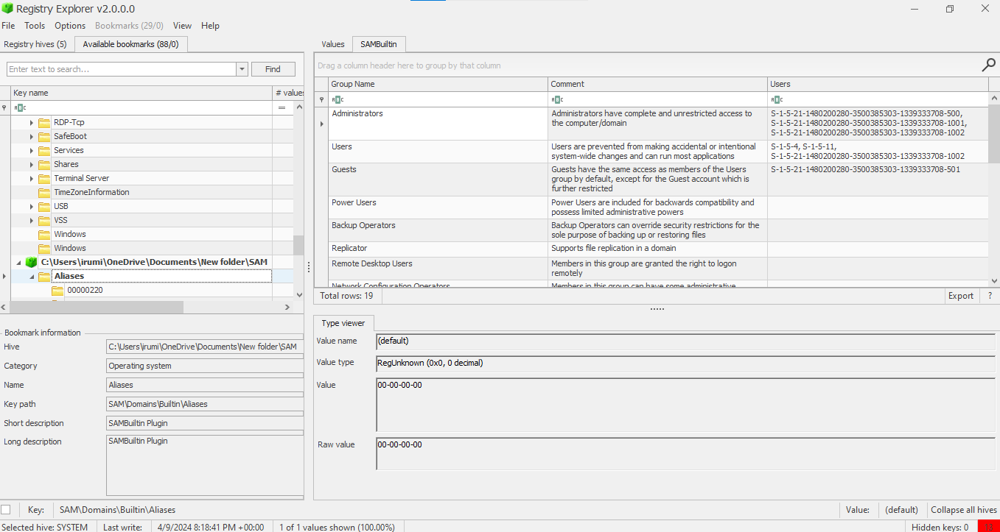 Registry Explorer v2.0.0.0
File Tools Options Bookmarks (29/0) View Help
Registry hives (5) Available bookmarks (88/0)
Enter text to search... Find
Key name # values
RDP-Tcp
SafeBoot
Services
Shares
Terminal Server
TimeZoneInformation
USB
VSS
Windows
Windows
C:\Users\irumi\OneDrive\Documents\New folder\SAM
Aliases
00000220
Bookmark information
Hive C:\Users\irumi\OneDrive\Documents\New folder\SAM
Category Operating system
Name Aliases
Key path SAM\Domains\Builtin\Aliases
Short description SAMBuiltin Plugin
Long description SAMBuiltin Plugin
Values SAMBuiltin
Drag a column header here to group by that column
Group Name Comment Users
Administrators Administrators have complete and unrestricted access to S-1-5-21-1480200280-3500385303-1339333708-500,
the computer/domain S-1-5-21-1480200280-3500385303-1339333708-1001,
S-1-5-21-1480200280-3500385303-1339333708-1002
Users Users are prevented from making accidental or intentional S-1-5-4, S-1-5-11,
system-wide changes and can run most applications S-1-5-21-1480200280-3500385303-1339333708-1002
Guests Guests have the same access as members of the Users S-1-5-21-1480200280-3500385303-1339333708-501
group by default, except for the Guest account which is
further restricted
Power Users Power Users are included for backwards compatibility and
possess limited administrative powers
Backup Operators Backup Operators can override security restrictions for the
sole purpose of backing up or restoring files
Replicator Supports file replication in a domain
Remote Desktop Users Members in this group are granted the right to logon
remotely
Network Configuration Operators Members in this group can have some administrative
Total rows: 19 Export ?
Type viewer
Value name (default)
Value type RegUnknown (0x0, 0 decimal)
Value 00-00-00-00
Raw value 00-00-00-00
Key: SAM\Domains\Builtin\Aliases Value: (default) Collapse all hives
Selected hive: SYSTEM Last write: 4/9/2024 8:18:41 PM +00:00 1 of 1 values shown (100.00%) Hidden keys: 0